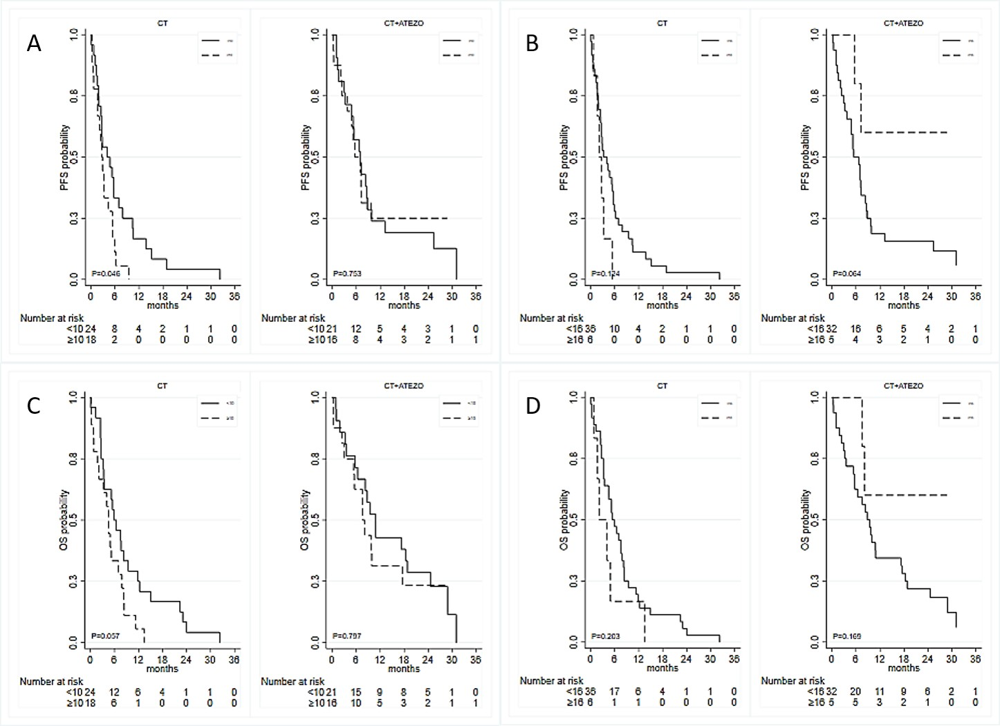 A
CT
1.0
0.8
0.5
0.3
0.0
PFS probability
P=0.046
0 6 12 18 24 30 36
months
Number at risk
<10 24 8 4 2 1 1 0
≥10 18 2 0 0 0 0 0
CT+ATEZO
1.0
0.8
0.5
0.3
0.0
PFS probability
P=0.753
0 6 12 18 24 30 36
months
Number at risk
<10 21 12 5 4 3 1 0
≥10 16 8 4 3 2 1 1
B
CT
1.0
0.8
0.5
0.3
0.0
PFS probability
0 6 12 18 24 30 36
months
Number at risk
<16 36 10 4 2 1 1 0
≥16 6 0 0 0 0 0 0
CT+ATEZO
1.0
0.8
0.5
0.3
0.0
PFS probability
P=0.064
0 6 12 18 24 30 36
months
Number at risk
<16 32 16 6 5 4 2 1
≥16 5 4 3 2 1 0 0
C
CT
<10
≥10
1.0
0.8
0.5
0.3
0.0
OS probability
P=0.057
0 6 12 18 24 30 36
months
Number at risk
<10 24 12 6 4 1 1 0
≥10 18 6 1 0 0 0 0
CT+ATEZO
<10
≥10
1.0
0.8
0.5
0.3
0.0
OS probability
P=0.797
0 6 12 18 24 30 36
months
Number at risk
<10 21 15 9 8 5 1 0
≥10 16 10 5 3 2 1 1
D
CT
1.0
0.8
0.5
0.3
0.0
OS probability
P=0.203
0 6 12 18 24 30 36
months
Number at risk
<16 36 17 6 4 1 1 0
≥16 6 1 1 0 0 0 0
CT+ATEZO
1.0
0.8
0.5
0.3
0.0
OS probability
P=0.169
0 6 12 18 24 30 36
months
Number at risk
<16 32 20 11 9 6 2 1
≥16 5 5 3 2 1 0 0